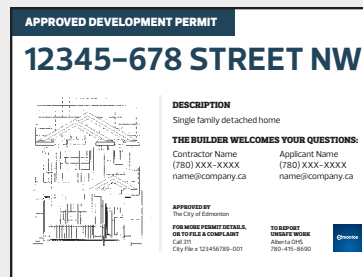 APPROVED DEVELOPMENT PERMIT
12345-678 STREET NW
DESCRIPTION
Single family detached home
THE BUILDER WELCOMES YOUR QUESTIONS:
Contractor Name
(780) XXX-XXXX
name@company.ca
Applicant Name
(780) XXX-XXXX
name@company.ca
APPROVED BY
The City of Edmonton
FOR MORE PERMIT DETAILS,
OR TO FILE A COMPLAINT
Call 311
City File # 123456789-001
TO REPORT
UNSAFE WORK
Alberta OHS
780-415-8690
Edmonton